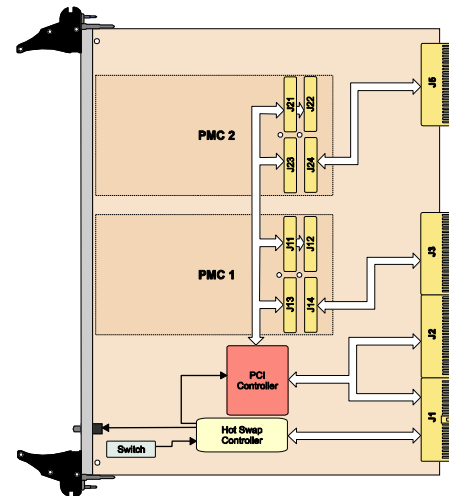 J21
J22
J5
PMC 2
J23
J24
J11
J12
J3
PMC 1
J13
J14
J2
PCI
Controller
J1
Hot Swap
Controller
Switch